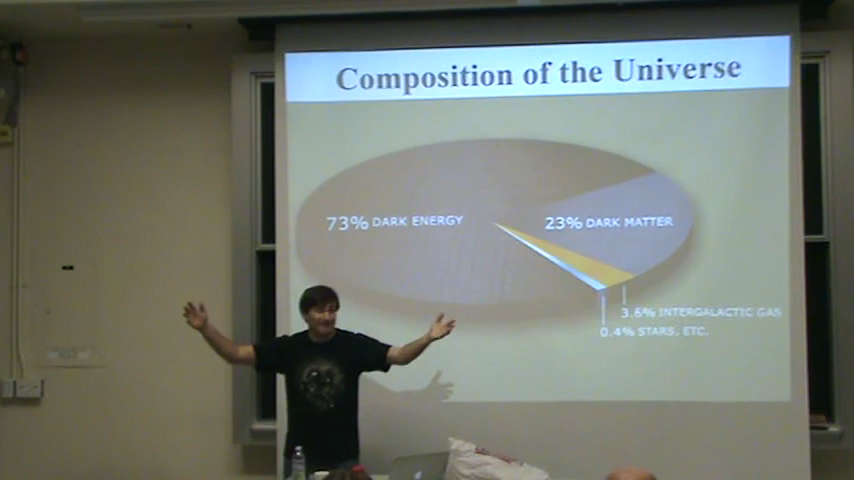 Composition of the Universe
73% DARK ENERGY
23% DARK MATTER
3.6% INTERGALACTIC GAS
0.4% STARS, ETC.